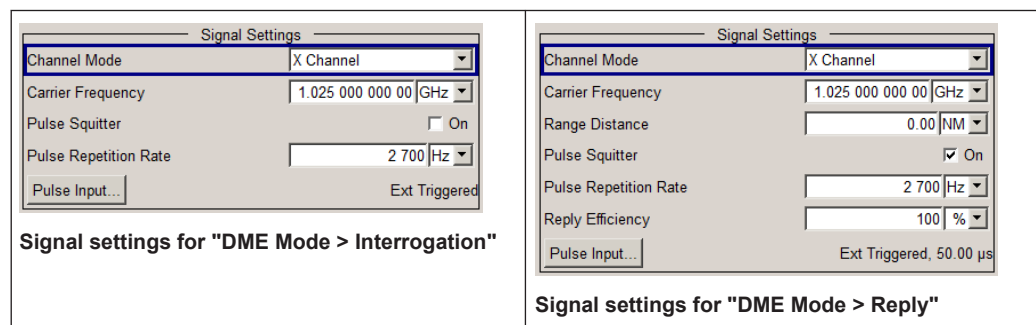 Signal Settings
Channel Mode X Channel
Carrier Frequency 1.025 000 000 00 GHz
Pulse Squitter On
Pulse Repetition Rate 2 700 Hz
Pulse Input... Ext Triggered
Signal settings for "DME Mode > Interrogation"
Signal Settings
Channel Mode X Channel
Carrier Frequency 1.025 000 000 00 GHz
Range Distance 0.00 NM
Pulse Squitter On
Pulse Repetition Rate 2 700 Hz
Reply Efficiency 100 %
Pulse Input... Ext Triggered, 50.00 µs
Signal settings for "DME Mode > Reply"